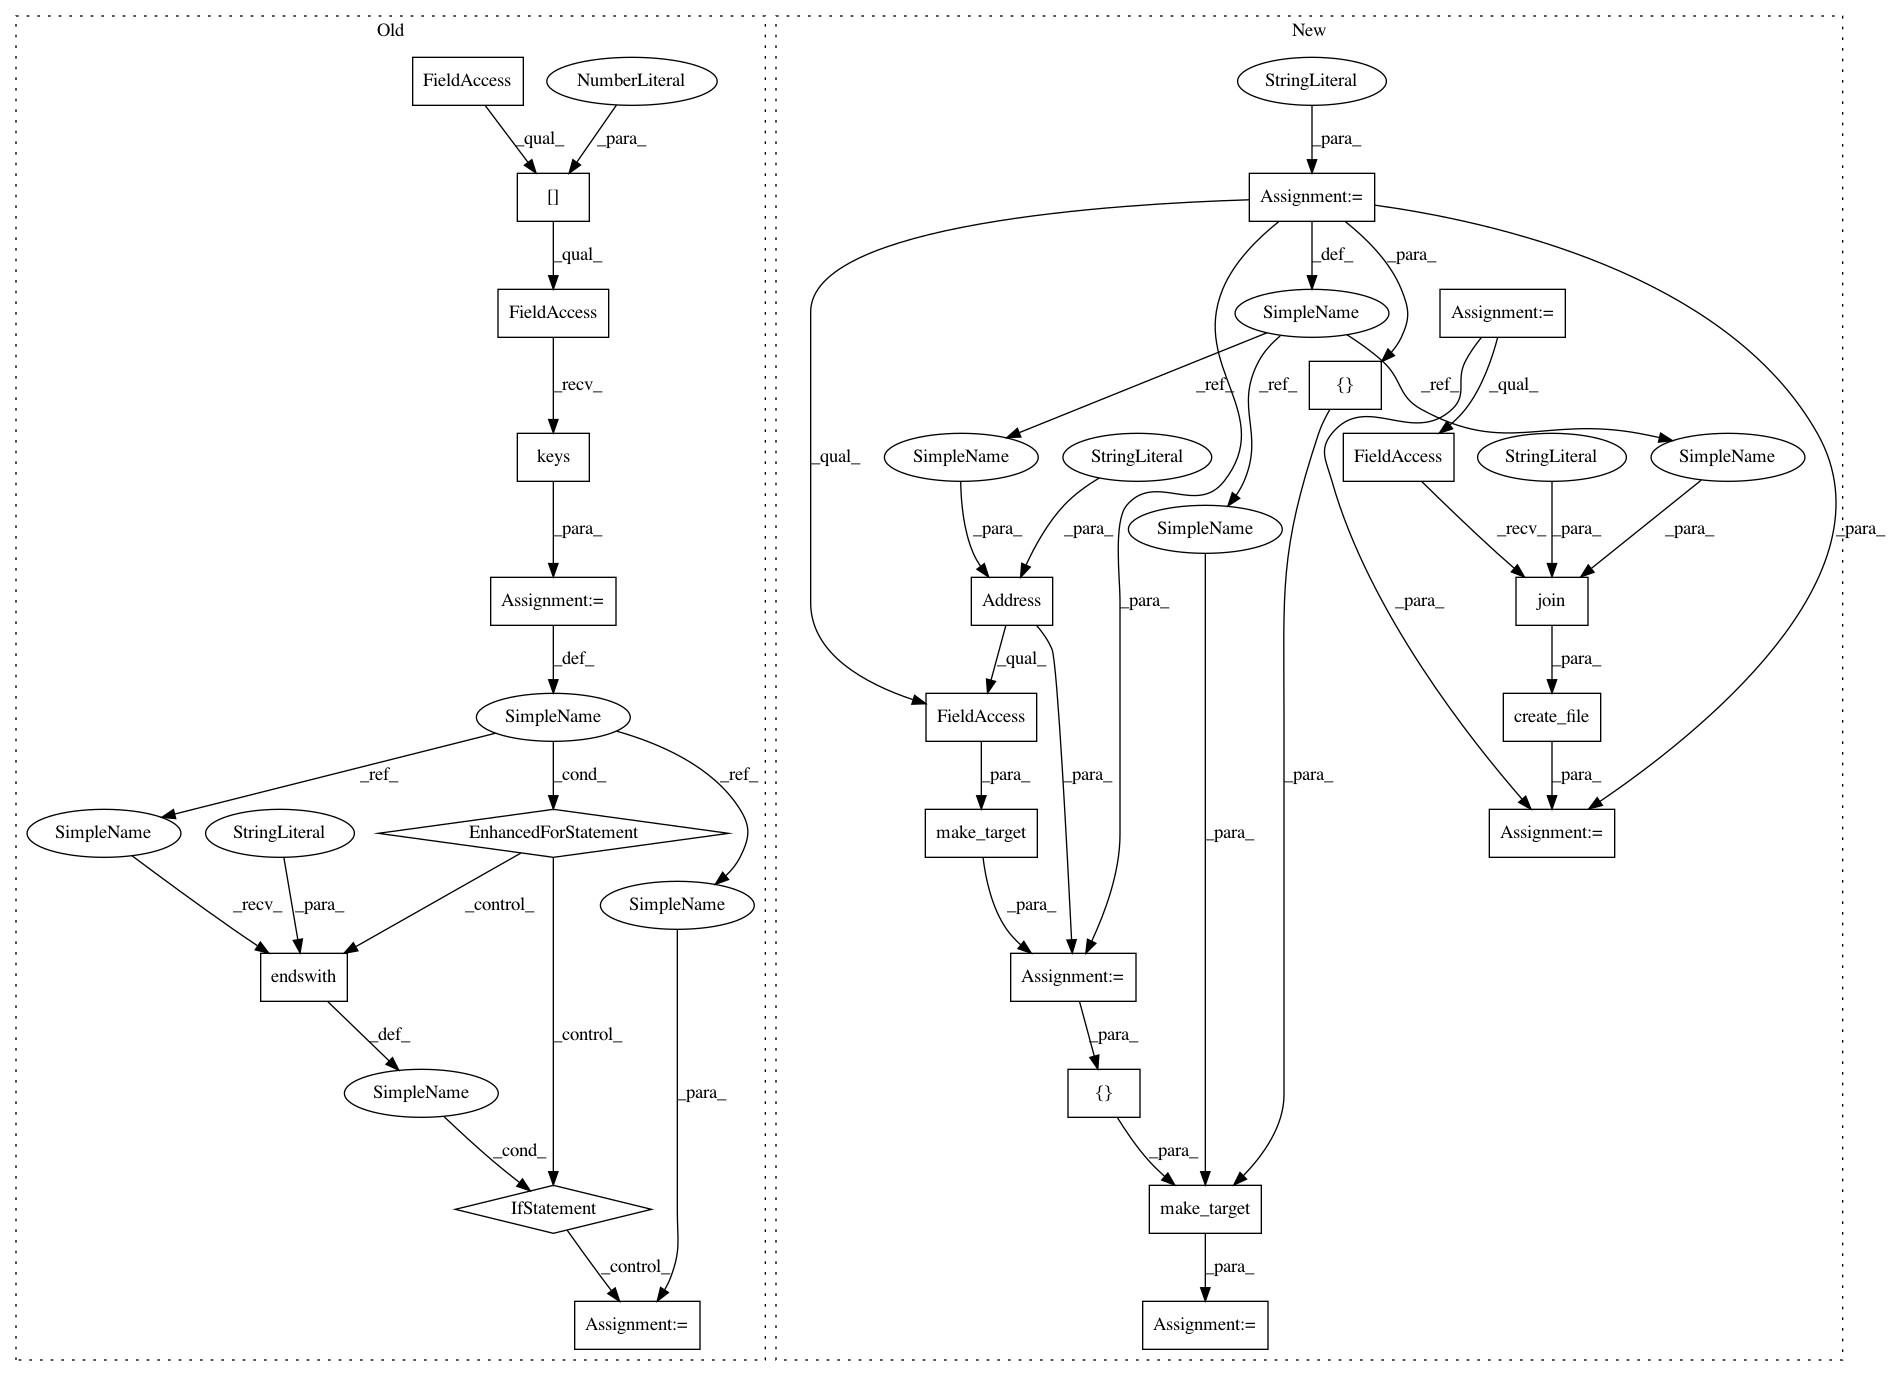 Old
New
FieldAccess
NumberLiteral
StringLiteral
_qual_
_para_
_para_
[]
Assignment:=
_qual_
_def_
_para_
FieldAccess
SimpleName
Assignment:=
_recv_
_ref_
_ref_
{}
_ref_
_qual_
keys
_qual_
SimpleName
StringLiteral
FieldAccess
StringLiteral
SimpleName
_para_
_para_
_para_
SimpleName
_recv_
_para_
_para_
_para_
Assignment:=
Address
_para_
_para_
join
_def_
_qual_
_para_
SimpleName
FieldAccess
create_file
_ref_
_cond_
_ref_
_para_
_para_
_para_
_para_
SimpleName
StringLiteral
EnhancedForStatement
make_target
_para_
Assignment:=
_recv_
_para_
_control_
SimpleName
_para_
endswith
Assignment:=
_def_
_control_
_para_
SimpleName
_para_
{}
_cond_
_para_
IfStatement
make_target
_control_
_para_
Assignment:=
Assignment:=